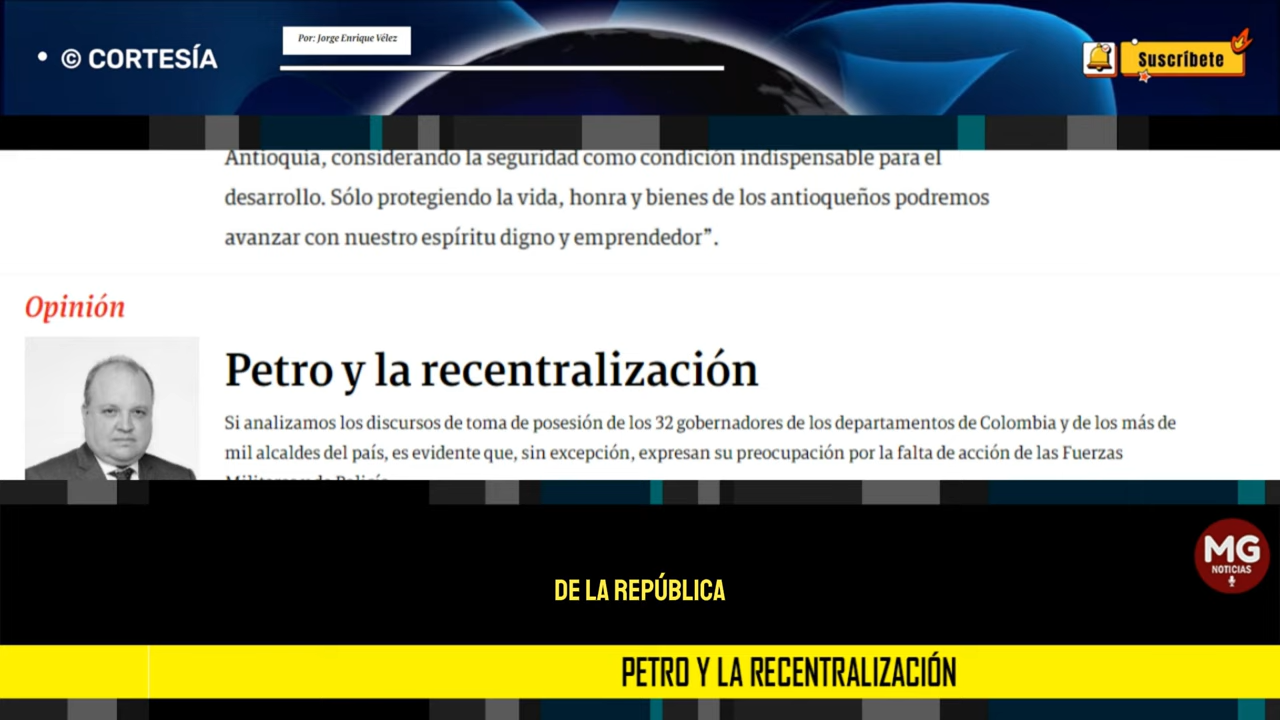 • © CORTESÍA
Por: Jorge Enrique Vélez
Suscríbete
Antioquia, considerando la seguridad como condición indispensable para el
desarrollo. Sólo protegiendo la vida, honra y bienes de los antioqueños podremos
avanzar con nuestro espíritu digno y emprendedor”.
Opinión
Petro y la recentralización
Si analizamos los discursos de toma de posesión de los 32 gobernadores de los departamentos de Colombia y de los más de
mil alcaldes del país, es evidente que, sin excepción, expresan su preocupación por la falta de acción de las Fuerzas
MG
NOTICIAS
DE LA REPÚBLICA
PETRO Y LA RECENTRALIZACIÓN